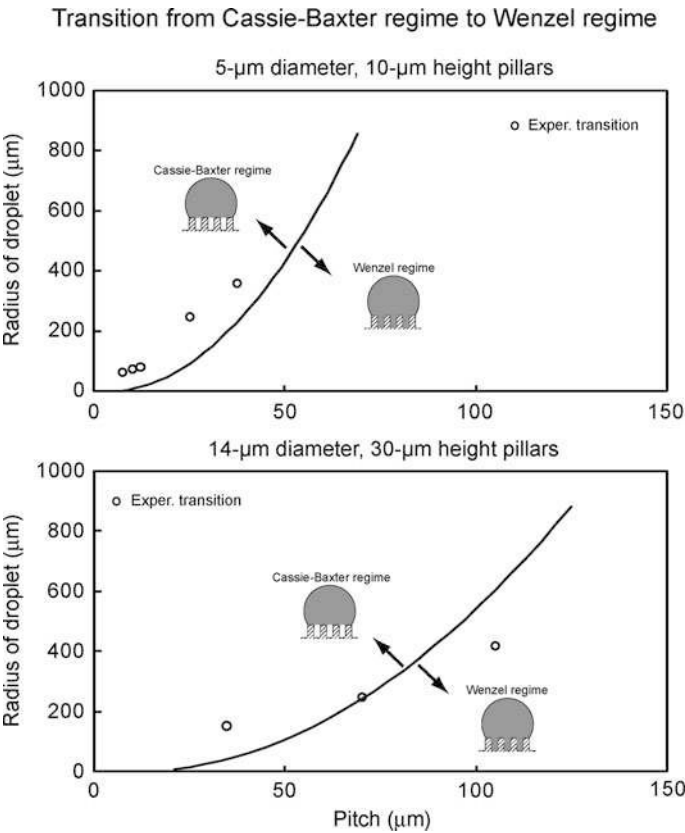 Transition from Cassie-Baxter regime to Wenzel regime
5-µm diameter, 10-µm height pillars
1000
800
600
400
200
0
Radius of droplet (µm)
Exper. transition
Cassie-Baxter regime
Wenzel regime
0
50
100
150
Pitch (µm)
14-µm diameter, 30-µm height pillars
1000
800
600
400
200
0
Radius of droplet (µm)
Exper. transition
Cassie-Baxter regime
Wenzel regime
0
50
100
150
Pitch (µm)